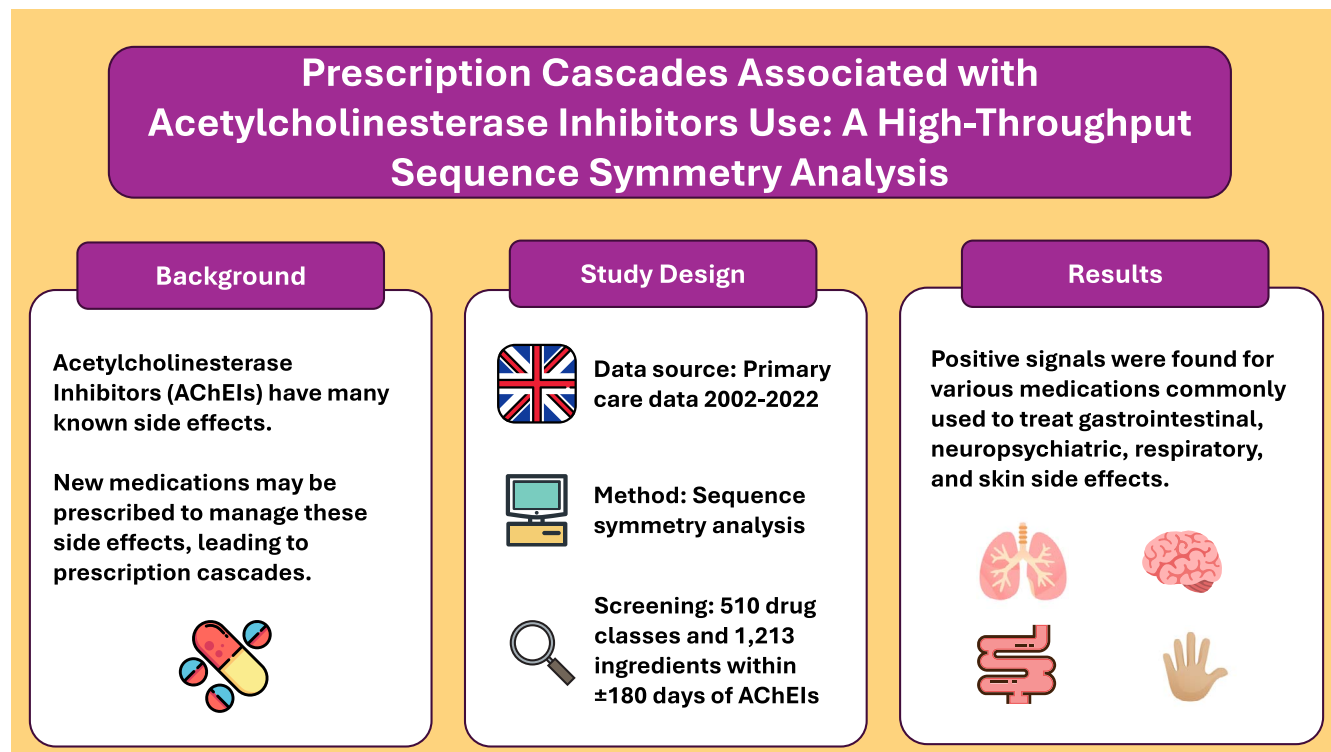 Prescription Cascades Associated with
Acetylcholinesterase Inhibitors Use: A High-Throughput
Sequence Symmetry Analysis
Background
Acetylcholinesterase
Inhibitors (AChEIs) have many
known side effects.
New medications may be
prescribed to manage these
side effects, leading to
prescription cascades.
Study Design
Data source: Primary
care data 2002-2022
Method: Sequence
symmetry analysis
Screening: 510 drug
classes and 1,213
ingredients within
±180 days of AChEIs
Results
Positive signals were found for
various medications commonly
used to treat gastrointestinal,
neuropsychiatric, respiratory,
and skin side effects.